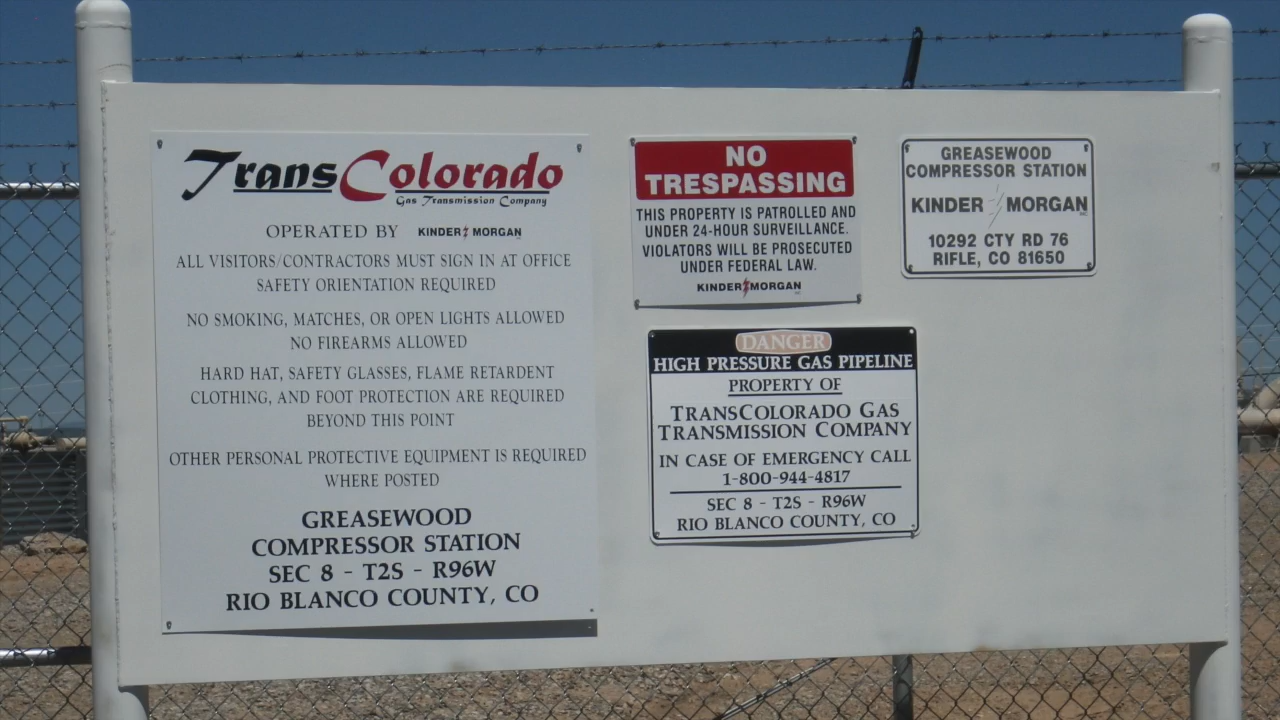 TransColorado
Gas Transmission Company
OPERATED BY KINDER MORGAN
ALL VISITORS/CONTRACTORS MUST SIGN IN AT OFFICE
SAFETY ORIENTATION REQUIRED
NO SMOKING, MATCHES, OR OPEN LIGHTS ALLOWED
NO FIREARMS ALLOWED
HARD HAT, SAFETY GLASSES, FLAME RETARDENT
CLOTHING, AND FOOT PROTECTION ARE REQUIRED
BEYOND THIS POINT
OTHER PERSONAL PROTECTIVE EQUIPMENT IS REQUIRED
WHERE POSTED
GREASEWOOD
COMPRESSOR STATION
SEC 8 - T2S - R96W
RIO BLANCO COUNTY, CO
NO
TRESPASSING
THIS PROPERTY IS PATROLLED AND
UNDER 24-HOUR SURVEILLANCE.
VIOLATORS WILL BE PROSECUTED
UNDER FEDERAL LAW.
KINDER MORGAN
DANGER
HIGH PRESSURE GAS PIPELINE
PROPERTY OF
TRANSCOLORADO GAS
TRANSMISSION COMPANY
IN CASE OF EMERGENCY CALL
1-800-944-4817
SEC 8 - T2S - R96W
RIO BLANCO COUNTY, CO
GREASEWOOD
COMPRESSOR STATION
KINDER MORGAN
10292 CTY RD 76
RIFLE, CO 81650